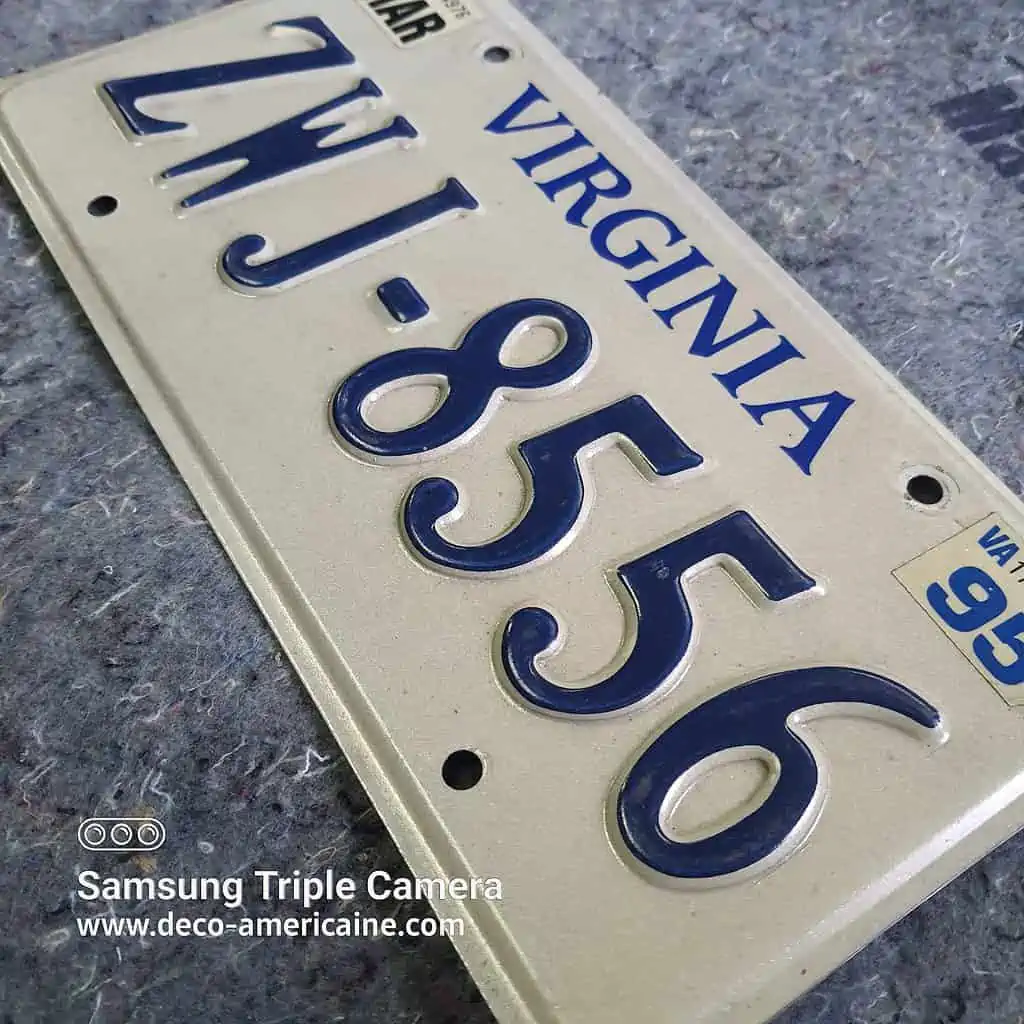 MAR
VIRGINIA
ZWJ-8556
VA
95
Samsung Triple Camera
www.deco-americaine.com